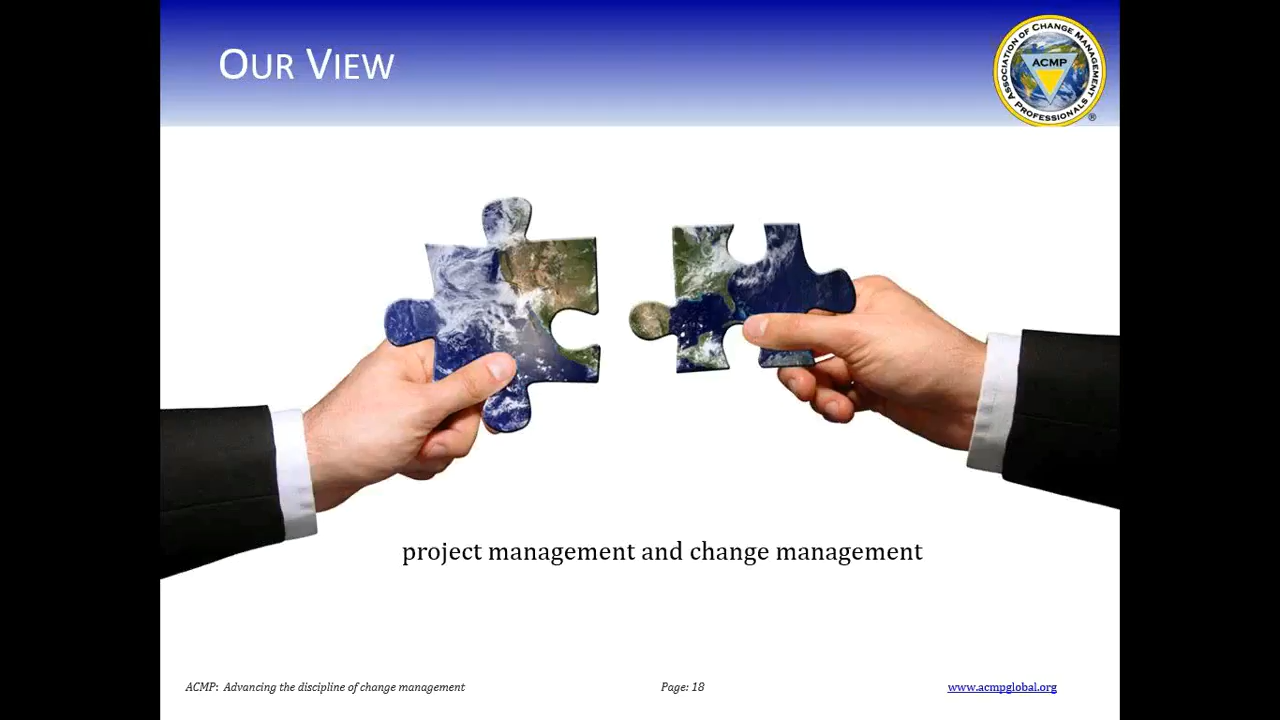 OUR VIEW
ASSOCIATION OF CHANGE MANAGEMENT
ACMP
PROFESSIONALS
®
project management and change management
ACMP: Advancing the discipline of change management
Page: 18
www.acmpglobal.org